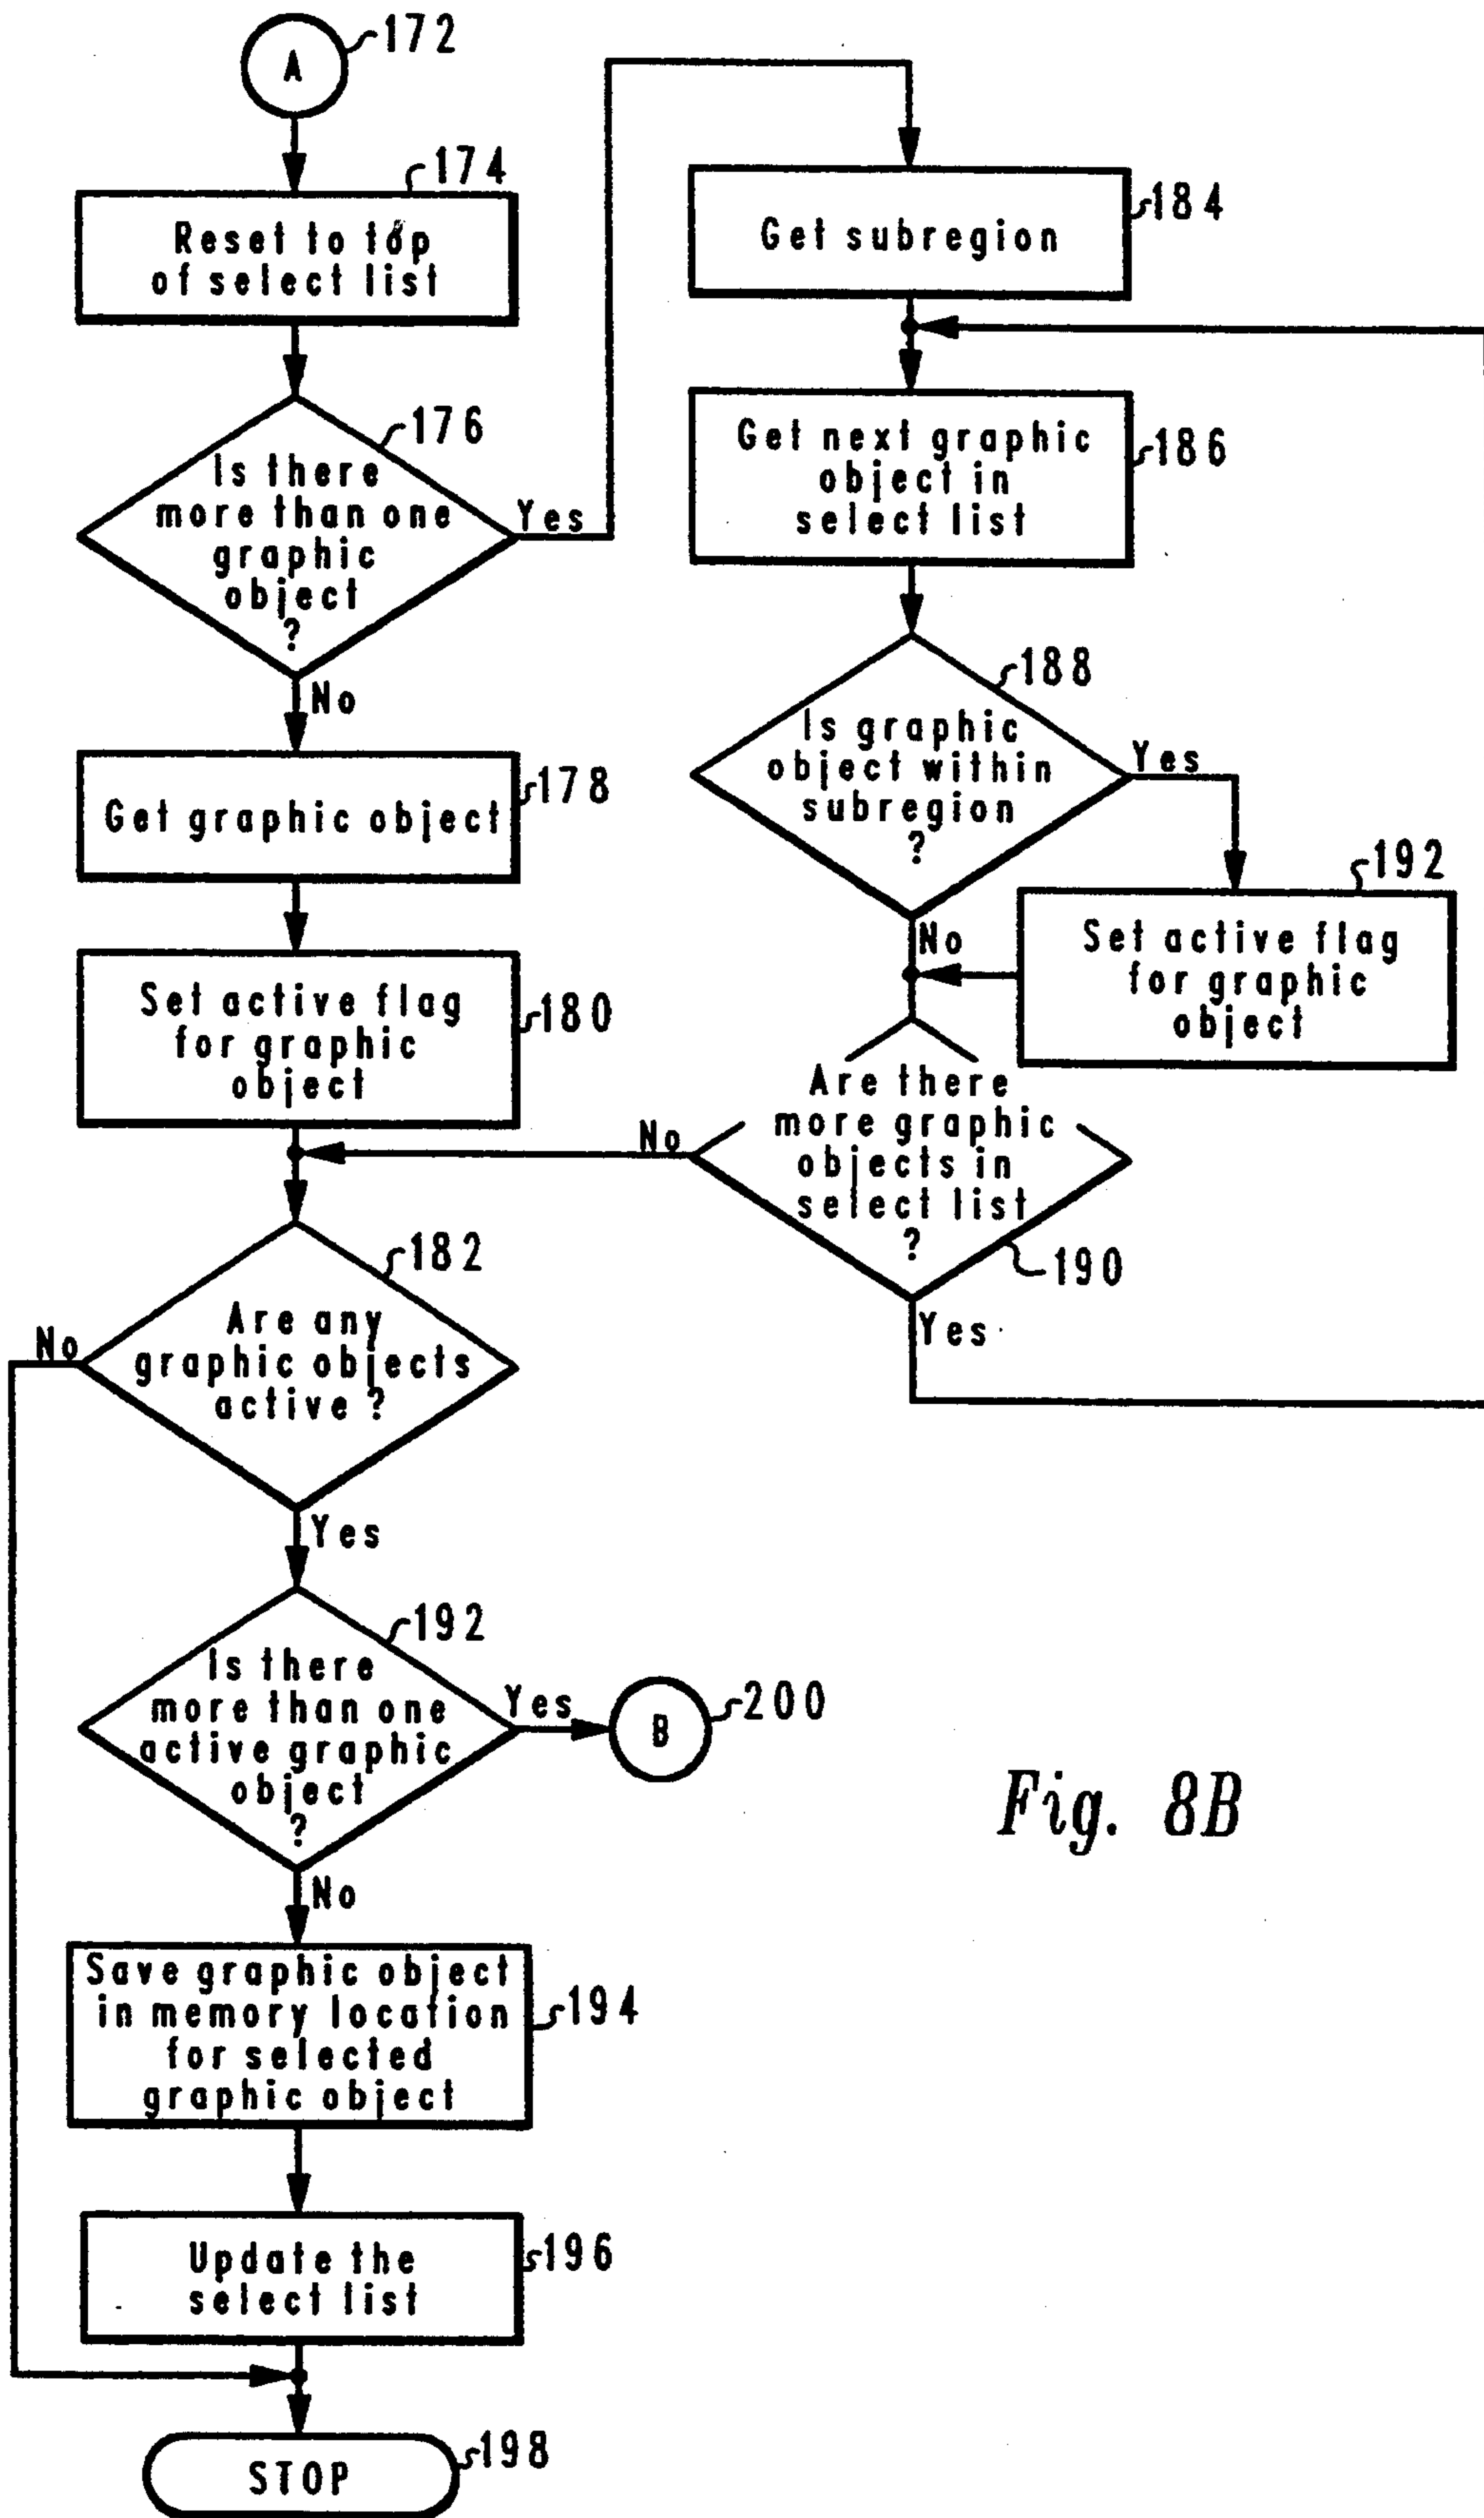 A
172
174
Reset to top
of select list
176
Is there
more than one
graphic
object
?
Yes
No
178
Get graphic object
180
Set active flag
for graphic
object
182
Are any
graphic objects
active ?
No
Yes
192
Is there
more than one
active graphic
object
?
Yes
B
200
No
194
Save graphic object
in memory location
for selected
graphic object
196
Update the
select list
198
STOP
184
Get subregion
186
Get next graphic
object in
select list
188
Is graphic
object within
subregion
?
Yes
No
192
Set active flag
for graphic
object
Are there
more graphic
objects in
select list
?
190
No
Yes
Fig. 8B